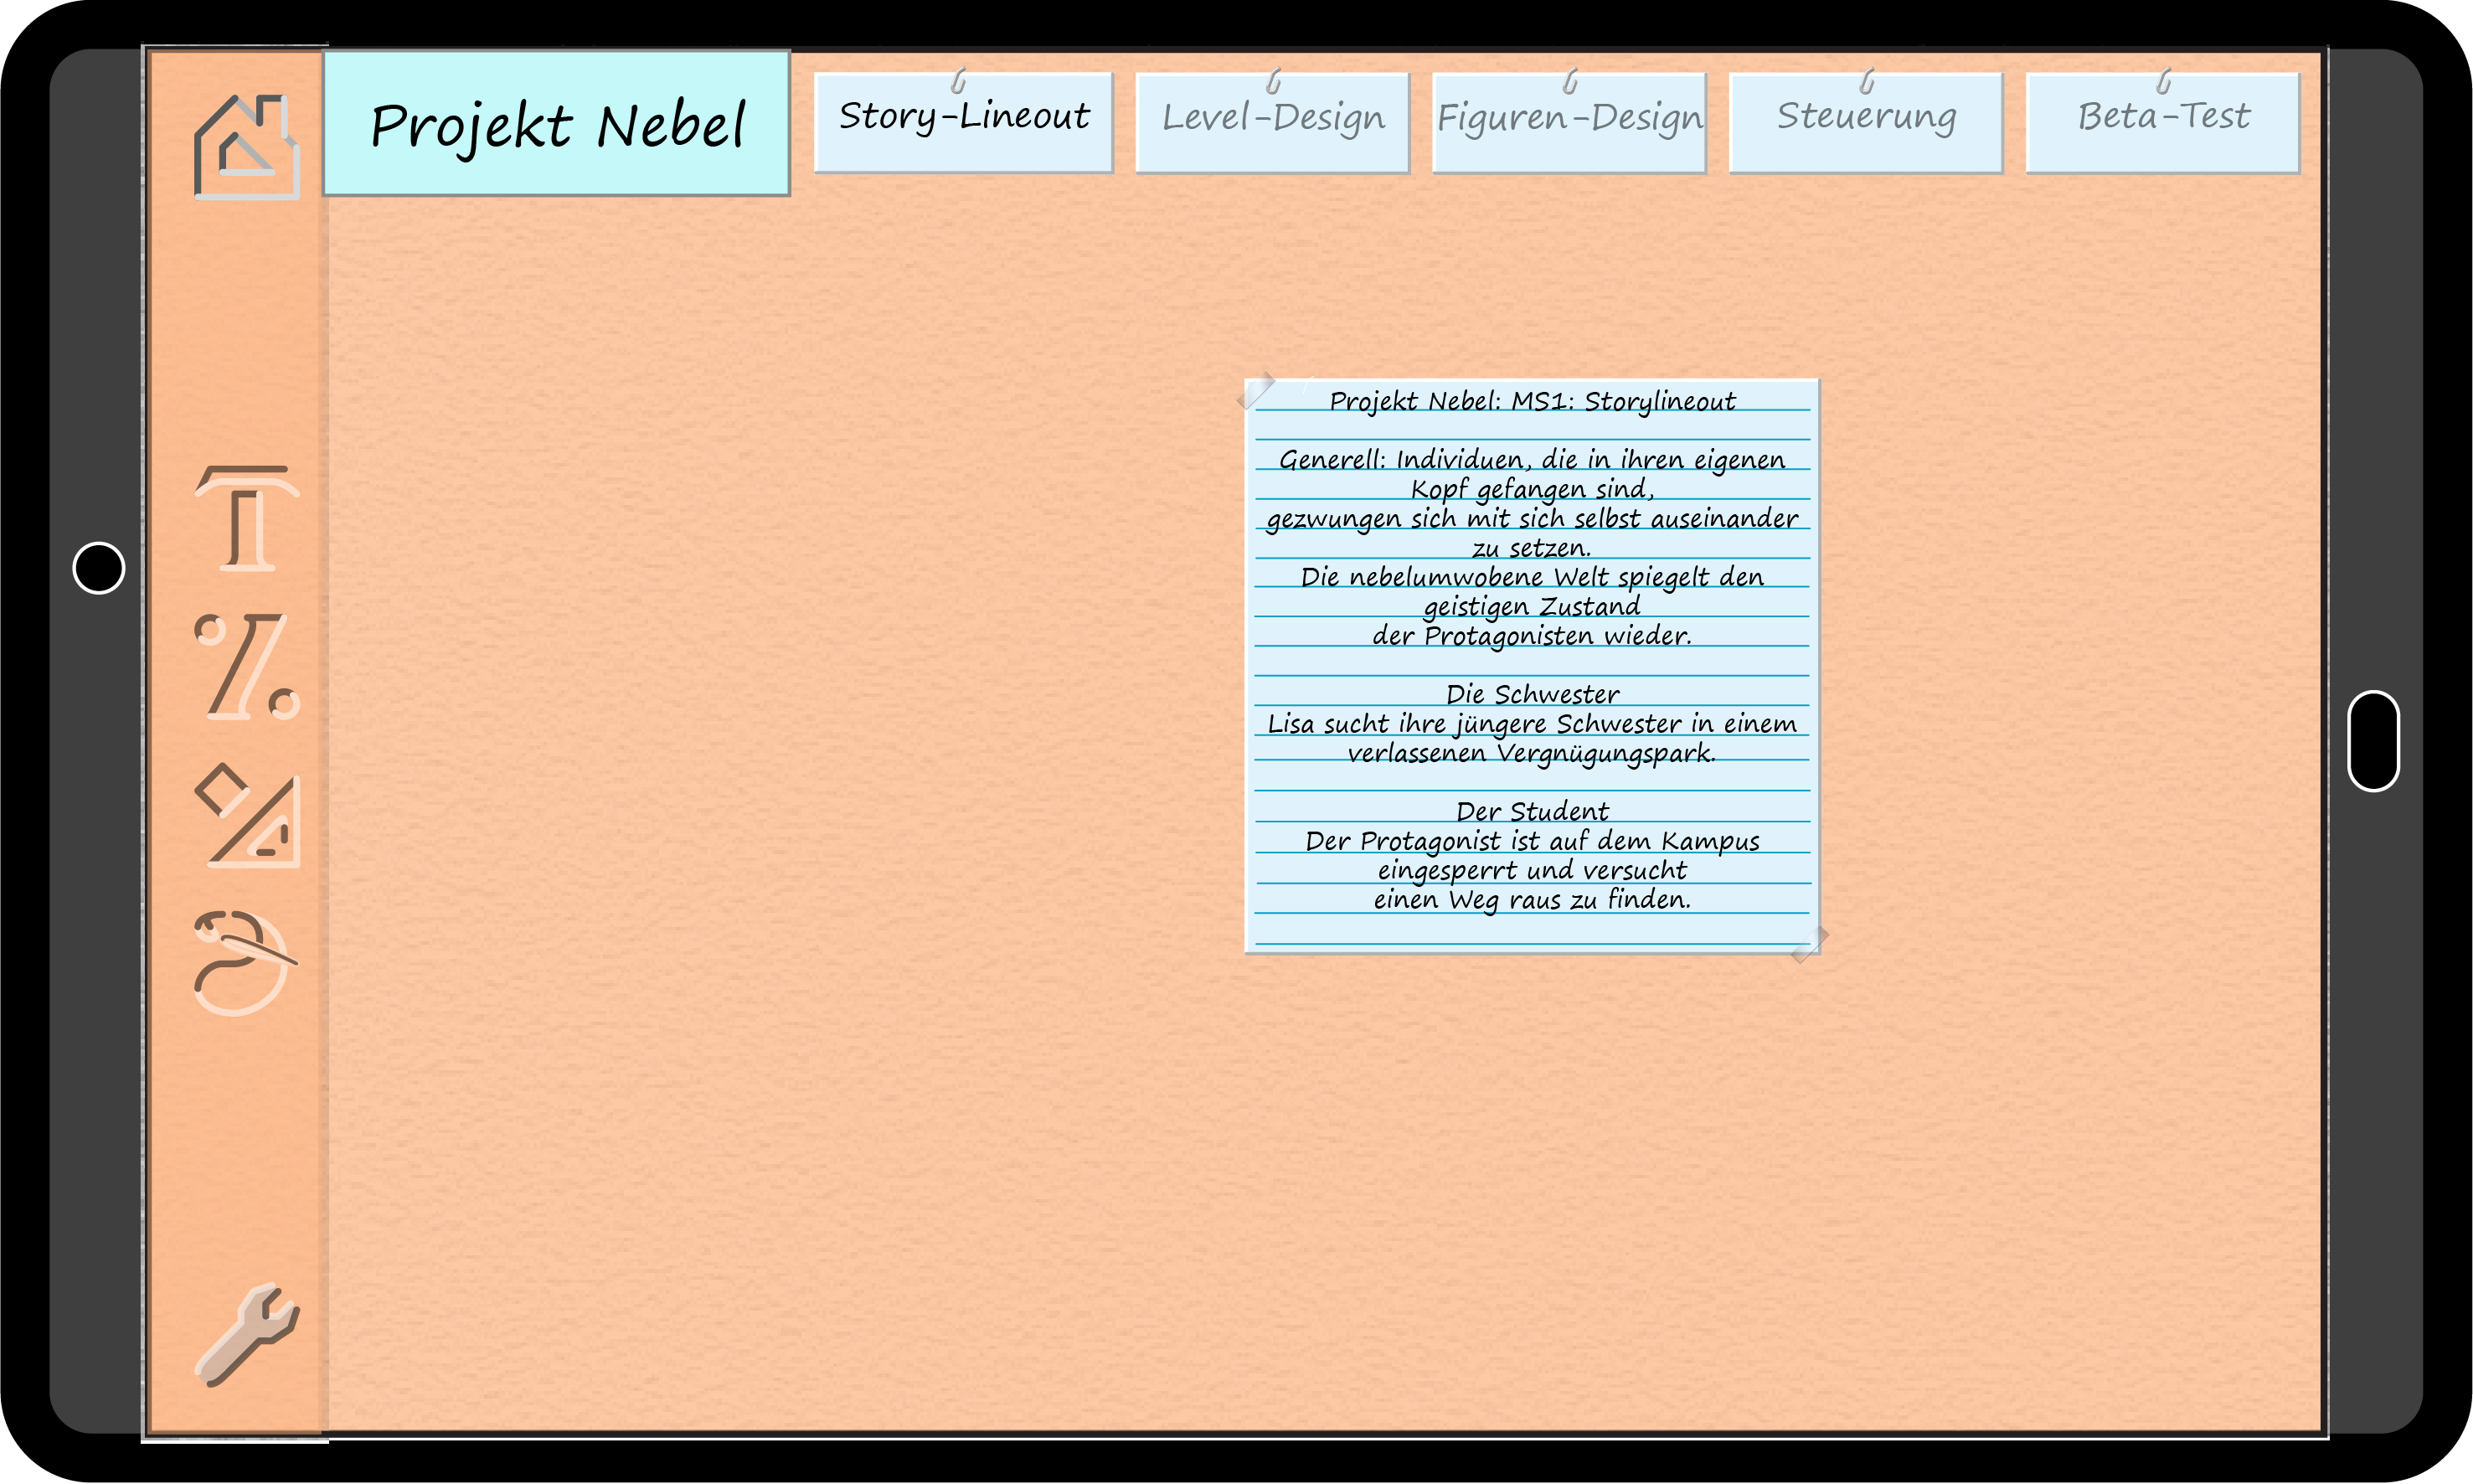 Projekt Nebel
Story-Lineout
Level-Design
Figuren-Design
Steuerung
Beta-Test
Projekt Nebel: MS1: Storylineout
Generell: Individuen, die in ihren eigenen
Kopf gefangen sind,
gezwungen sich mit sich selbst auseinander
zu setzen.
Die nebelumwobene Welt spiegelt den
geistigen Zustand
der Protagonisten wieder.
Die Schwester
Lisa sucht ihre jüngere Schwester in einem
verlassenen Vergnügungspark.
Der Student
Der Protagonist ist auf dem Kampus
eingesperrt und versucht
einen Weg raus zu finden.